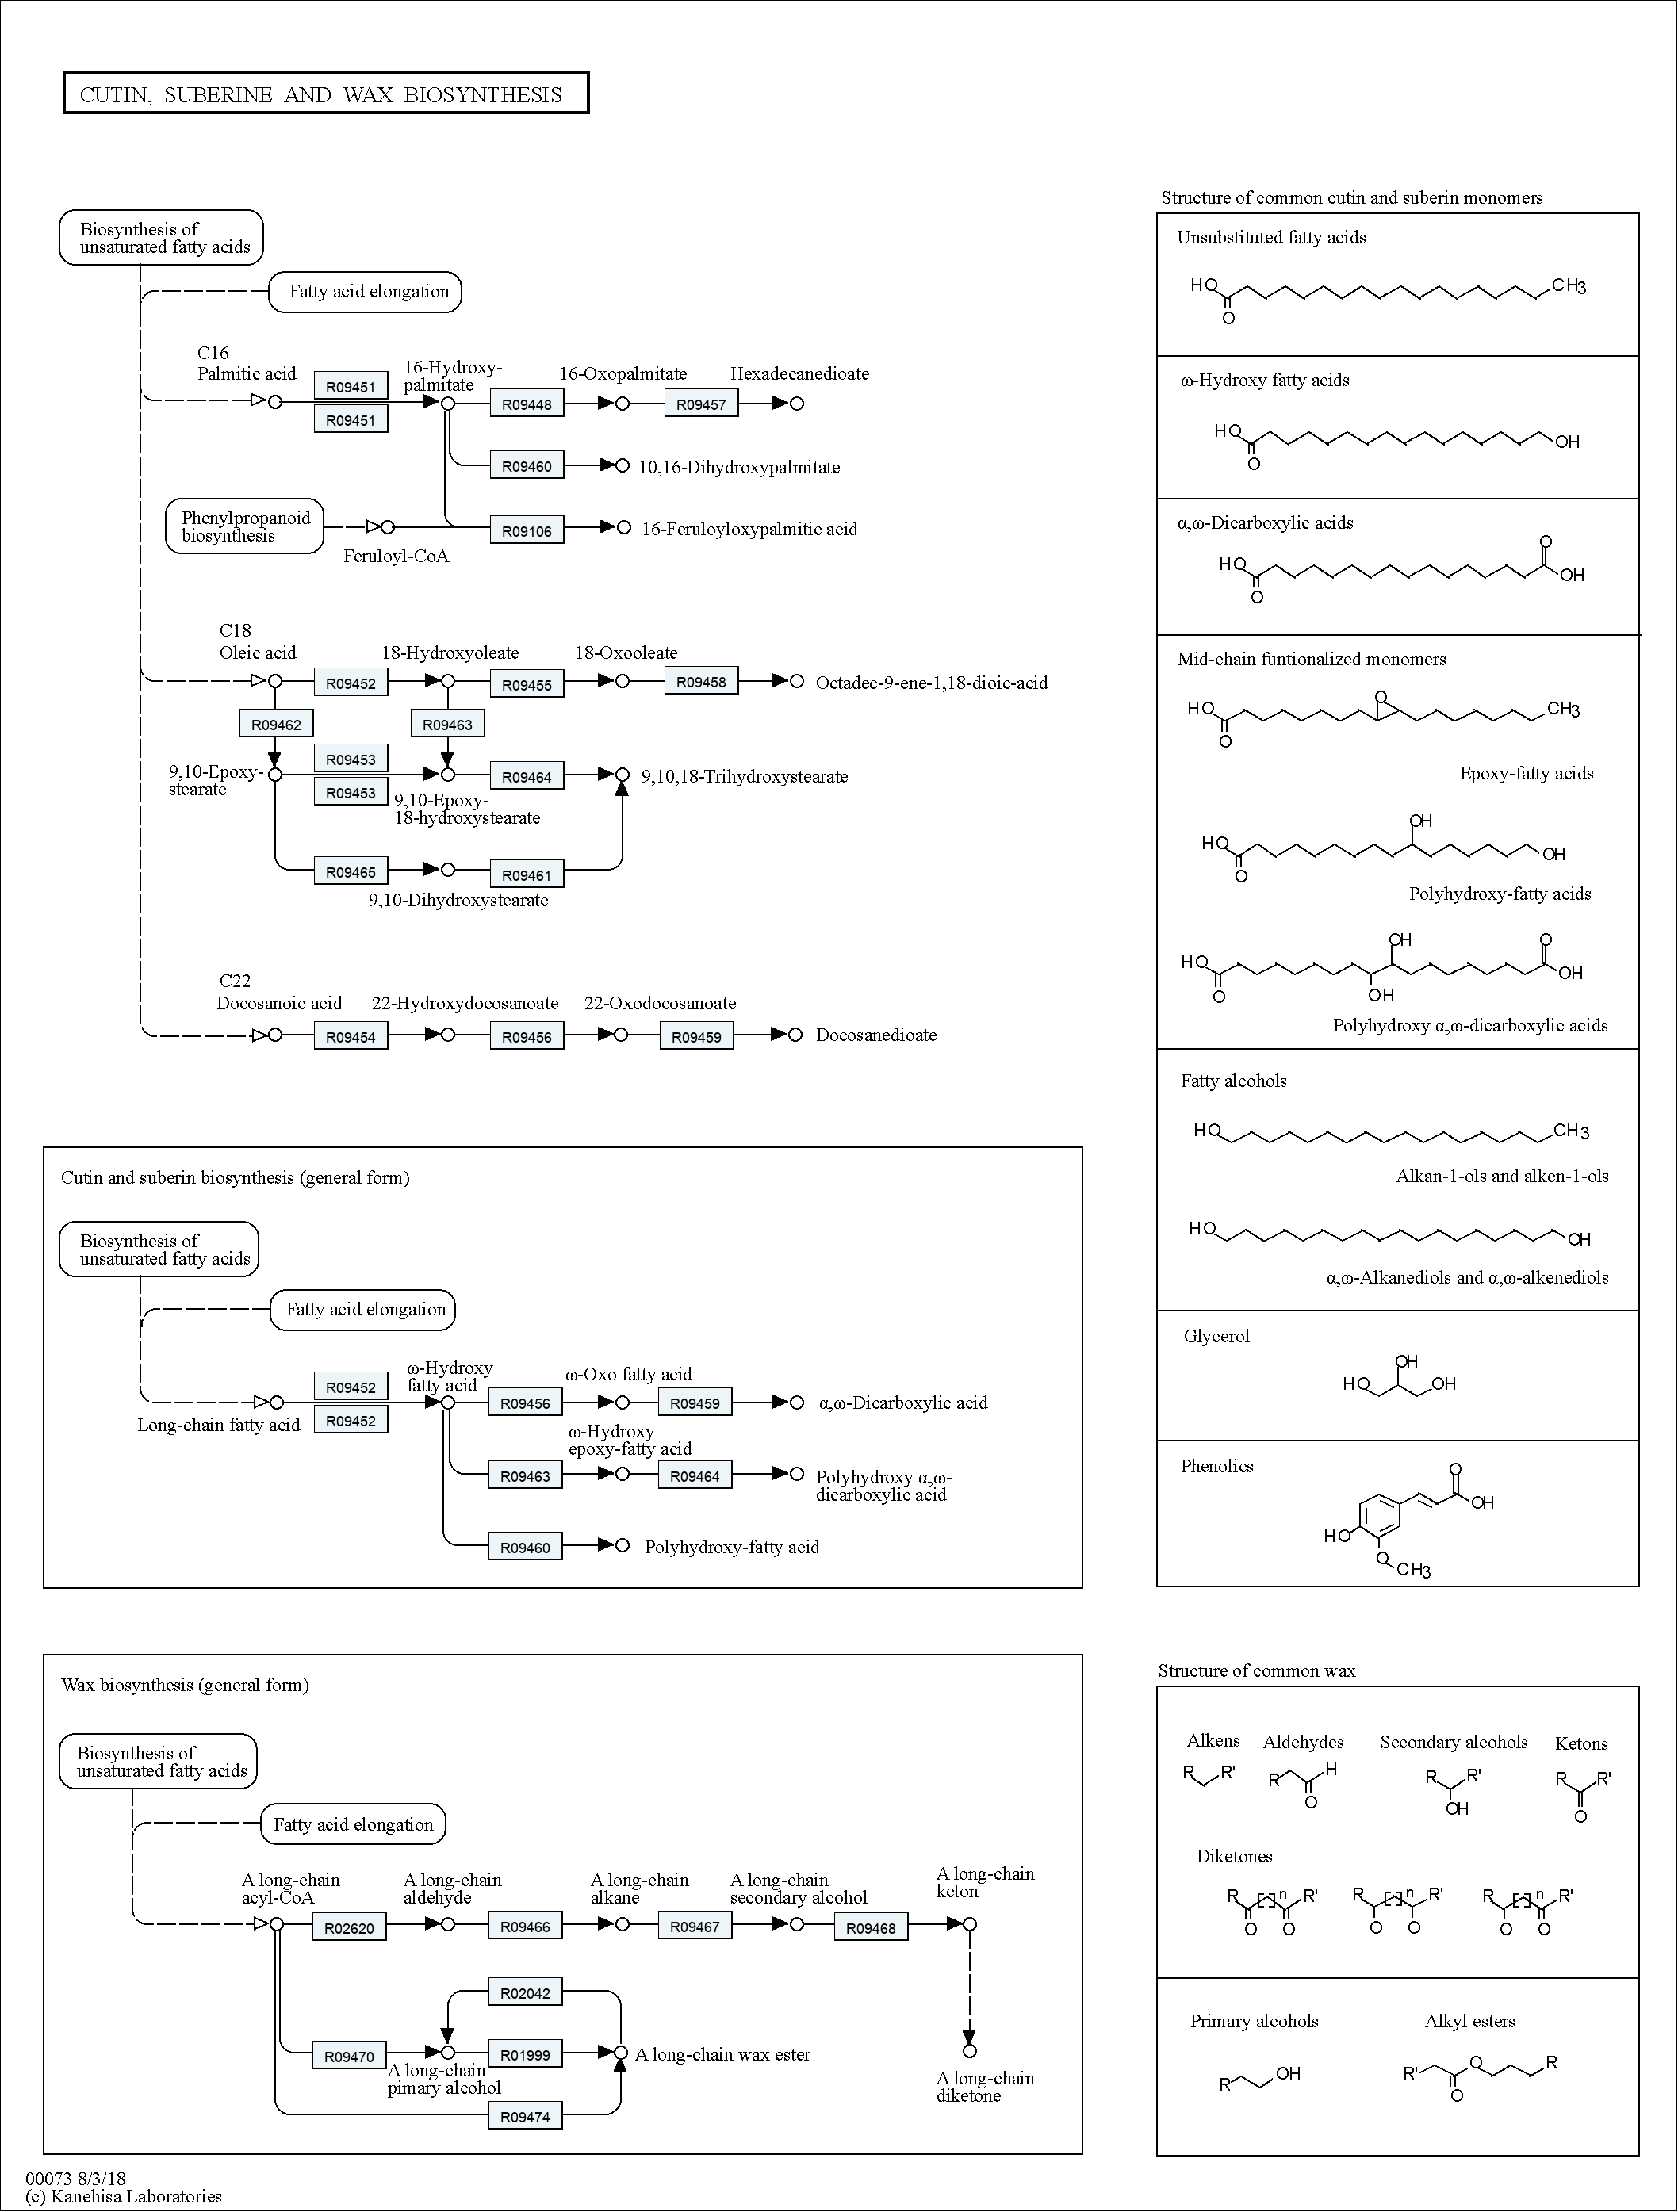 CUTIN, SUBERINE AND WAX BIOSYNTHESIS
Biosynthesis of
unsaturated fatty acids
Fatty acid elongation
C16
Palmitic acid
R09451
R09451
16-Hydroxy-
palmitate
R09448
16-Oxopalmitate
R09457
Hexadecanedioate
R09460
10,16-Dihydroxypalmitate
Phenylpropanoid
biosynthesis
Feruloyl-CoA
R09106
16-Feruloyloxypalmitic acid
C18
Oleic acid
R09452
18-Hydroxyoleate
R09455
18-Oxooleate
R09458
Octadec-9-ene-1,18-dioic-acid
R09462
R09463
9,10-Epoxy-
stearate
R09453
R09453
9,10-Epoxy-
18-hydroxystearate
R09464
9,10,18-Trihydroxystearate
R09465
9,10-Dihydroxystearate
R09461
C22
Docosanoic acid
R09454
22-Hydroxydocosanoate
R09456
22-Oxodocosanoate
R09459
Docosanedioate
Cutin and suberin biosynthesis (general form)
Biosynthesis of
unsaturated fatty acids
Fatty acid elongation
Long-chain fatty acid
R09452
R09452
ω-Hydroxy
fatty acid
R09456
ω-Oxo fatty acid
R09459
α,ω-Dicarboxylic acid
R09463
ω-Hydroxy
epoxy-fatty acid
R09464
Polyhydroxy α,ω-
dicarboxylic acid
R09460
Polyhydroxy-fatty acid
Wax biosynthesis (general form)
Biosynthesis of
unsaturated fatty acids
Fatty acid elongation
A long-chain
acyl-CoA
R02620
A long-chain
aldehyde
R09466
A long-chain
alkane
R09467
A long-chain
secondary alcohol
R09468
A long-chain
keton
R02042
R09470
A long-chain
pimary alcohol
R01999
A long-chain wax ester
R09474
A long-chain
diketone
Structure of common cutin and suberin monomers
Unsubstituted fatty acids
HO CH3
O
ω-Hydroxy fatty acids
HO OH
O
α,ω-Dicarboxylic acids
O
HO OH
O
Mid-chain funtionalized monomers
O
HO CH3
O
Epoxy-fatty acids
OH
HO OH
O
Polyhydroxy-fatty acids
OH O
HO OH
O OH
Polyhydroxy α,ω-dicarboxylic acids
Fatty alcohols
HO CH3
Alkan-1-ols and alken-1-ols
HO OH
α,ω-Alkanediols and α,ω-alkenediols
Glycerol
OH
HO OH
Phenolics
O
OH
HO
O
CH3
Structure of common wax
Alkens Aldehydes Secondary alcohols Ketons
R R' R H O R R' OH R R' O
Diketones
R n R' R n R' R n R'
O O O O O O
Primary alcohols Alkyl esters
R OH R' O O R
00073 8/3/18
(c) Kanehisa Laboratories